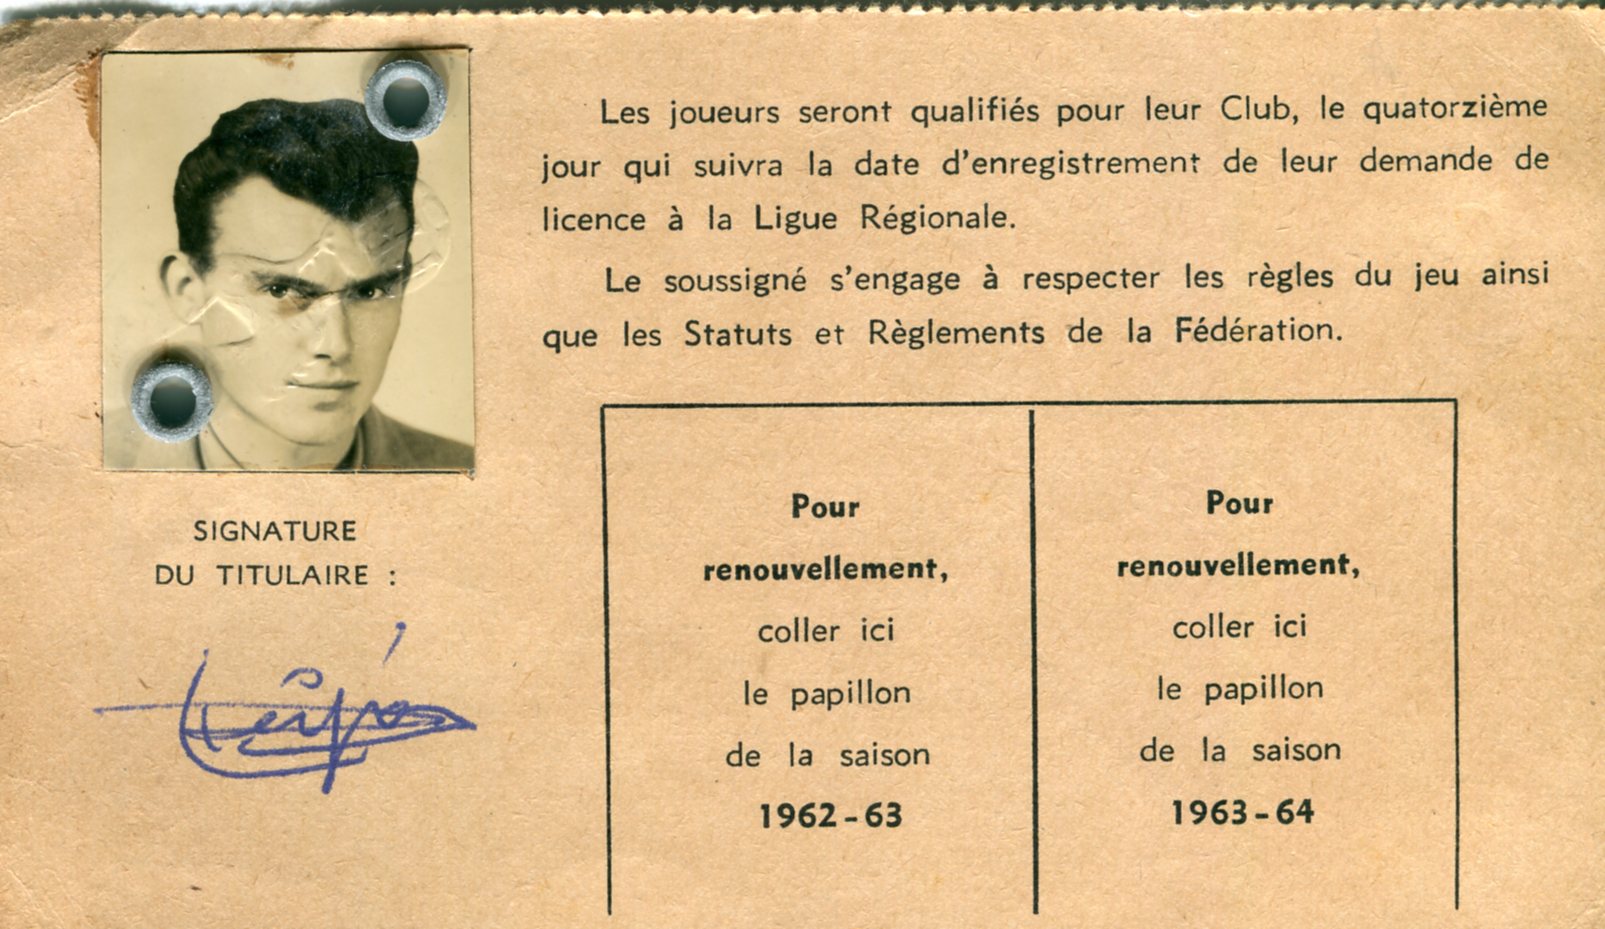 Les joueurs seront qualifiés pour leur Club, le quatorzième
jour qui suivra la date d'enregistrement de leur demande de
licence à la Ligue Régionale.
Le soussigné s'engage à respecter les règles du jeu ainsi
que les Statuts et Règlements de la Fédération.
SIGNATURE
DU TITULAIRE :
Pour
renouvellement,
coller ici
le papillon
de la saison
1962-63
Pour
renouvellement,
coller ici
le papillon
de la saison
1963-64